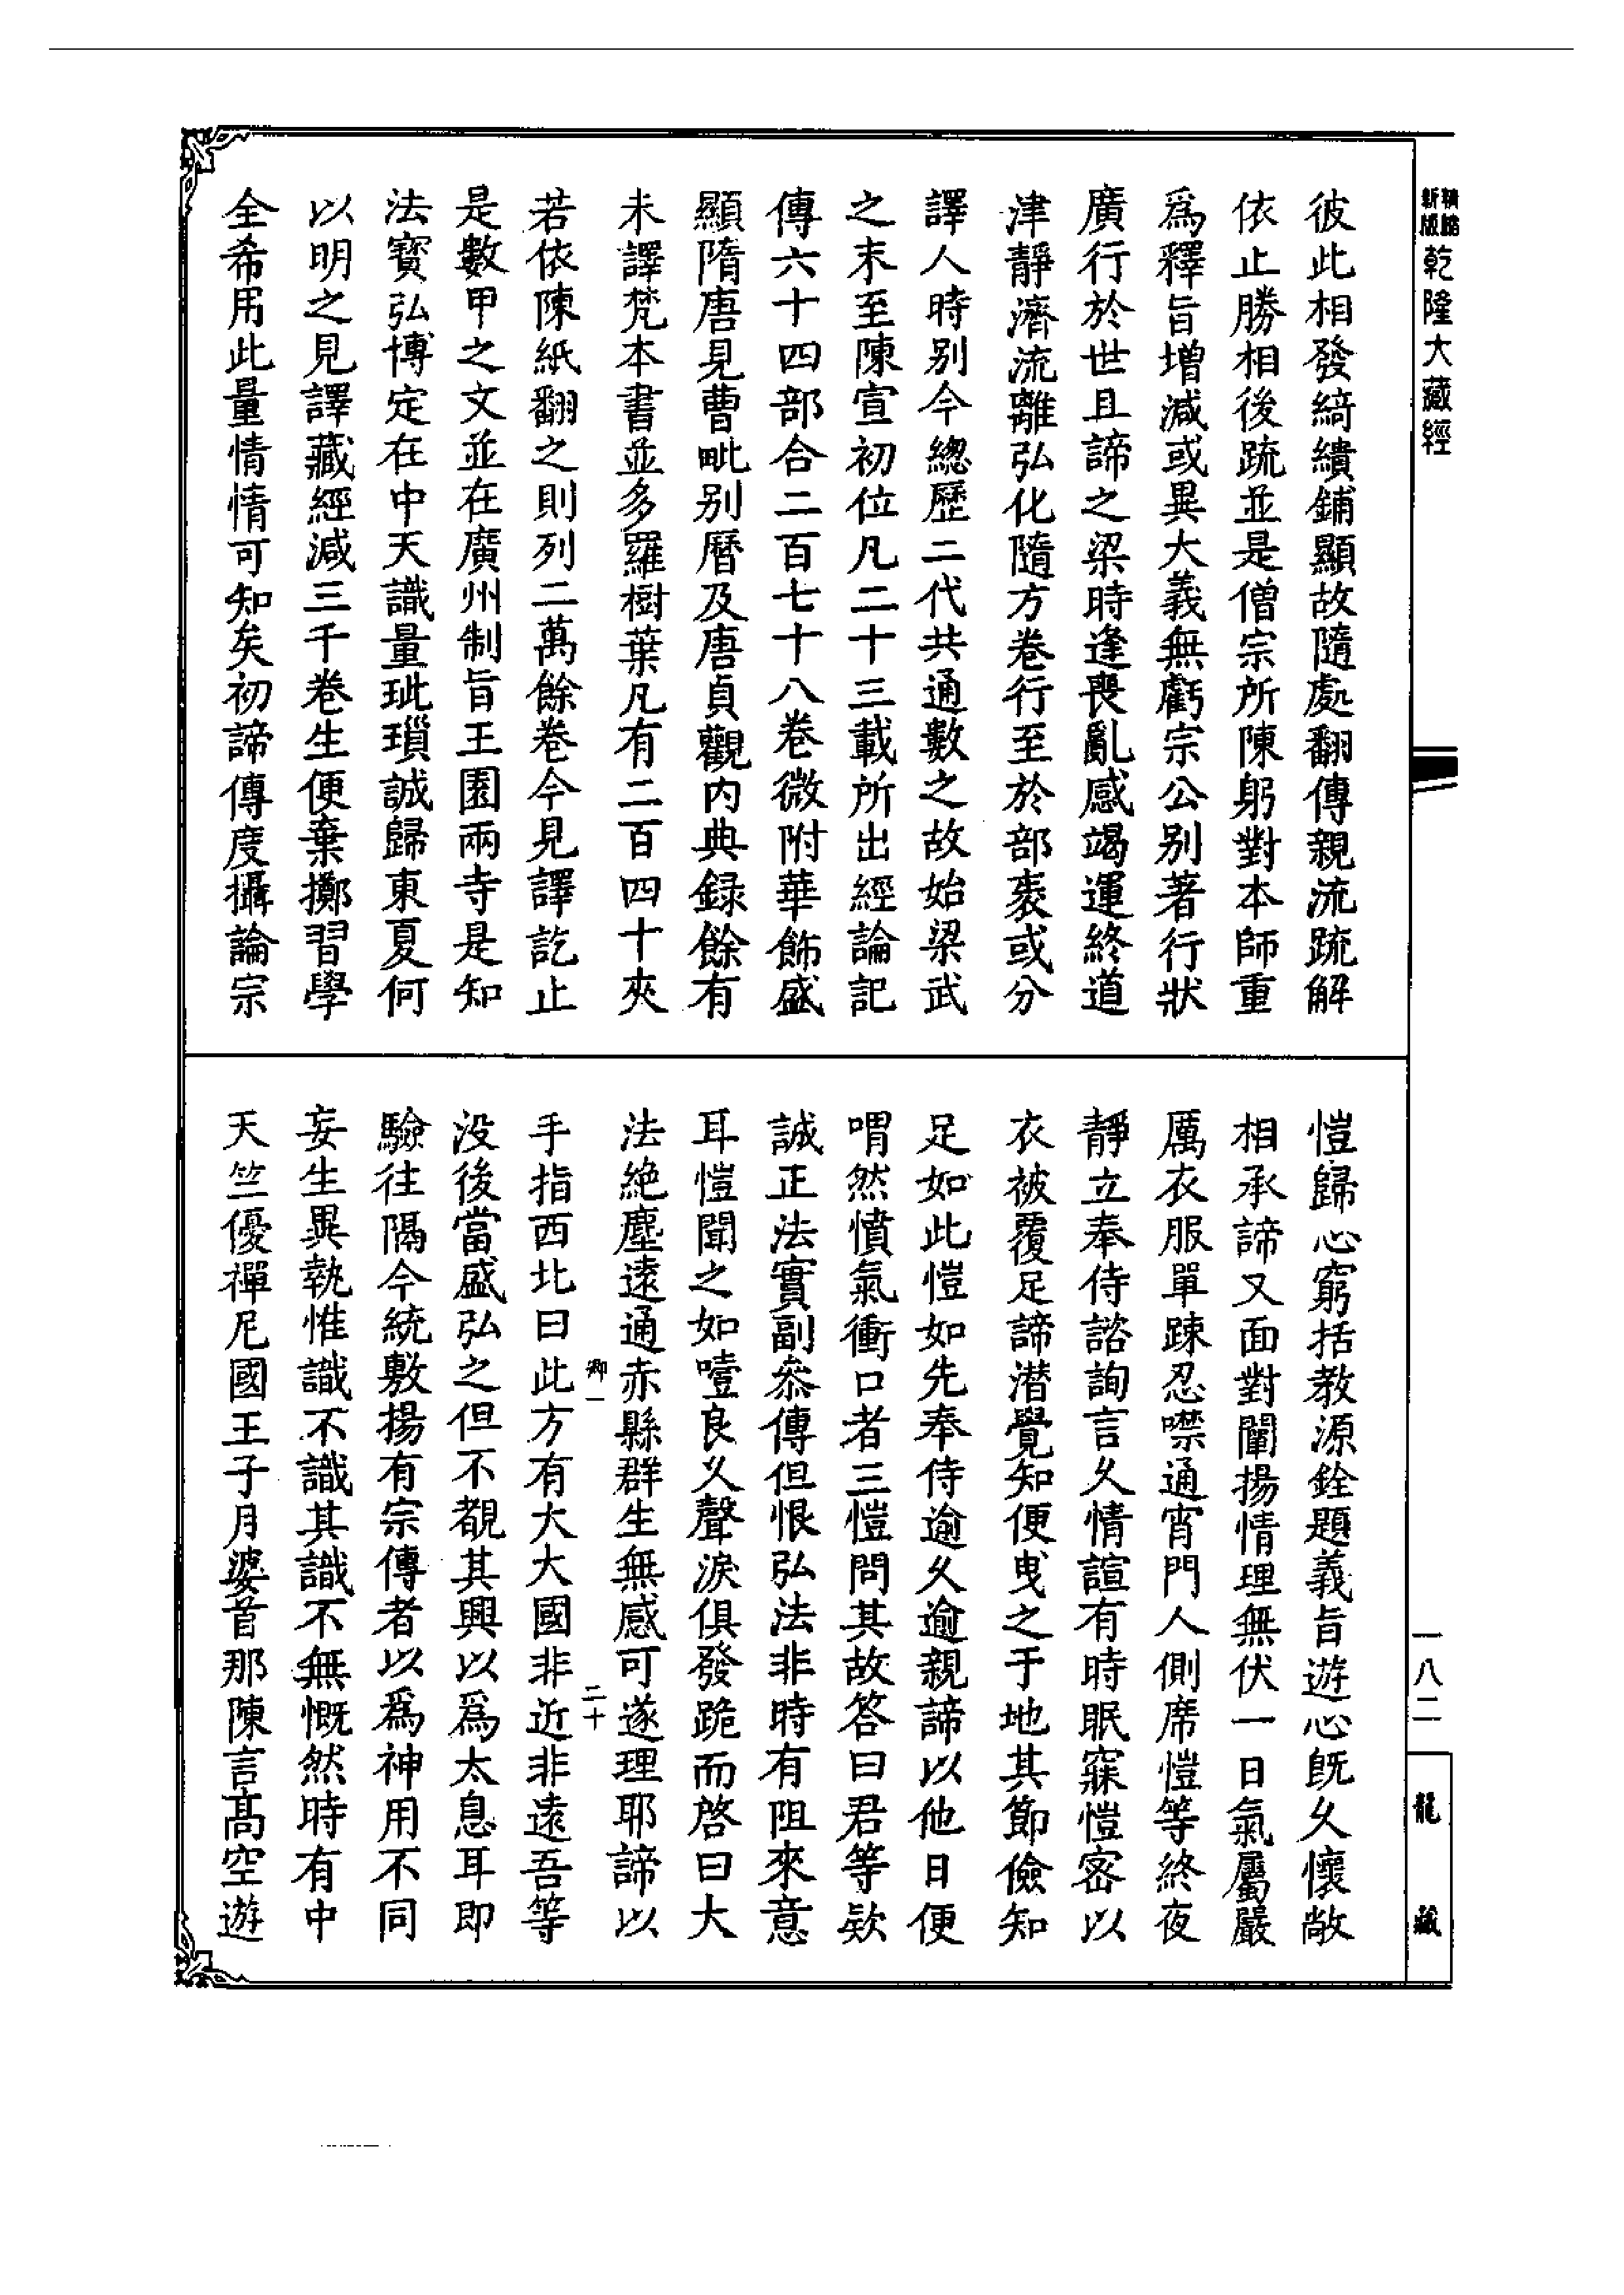 新版
精縮
乾隆大藏經
一八二
龍藏
彼此相發綺繢鋪顯故隨處翻傳親流䟽解
依止勝相後䟽並是僧宗所陳躬對本師重
爲釋旨增減或異大義無虧宗公別著行狀
廣行於世且諦之梁時逢喪亂感竭運終道
津靜濟流離弘化隨方卷行至於部袠或分
譯人時別今總歷二代共通數之故始梁武
之末至陳宣初位凡二十三載所出經論記
傳六十四部合二百七十八卷微附華飾盛
顯隋唐見曹毗別曆及唐貞觀內典録餘有
未譯梵本書並多羅樹葉凡有二百四十夾
若依陳紙翻之則列二萬餘卷今見譯訖止
是數甲之文並在廣州制旨王園兩寺是知
法寶弘博定在中天識量玼瑣誠歸東夏何
以明之見譯藏經減三千卷生便棄擲習學
全希用此量情情可知矣初諦傳度攝論宗
愷歸心窮括教源銓題義旨遊心旣久懷敞
相承諦又面對闡揚情理無伏一日氣屬嚴
厲衣服單踈忍噤通宵門人側席愷等終夜
靜立奉侍諮詢言久情諠有時眠寐愷密以
衣被覆足諦潜覺知便曳之于地其節儉知
足如此愷如先奉侍逾久逾親諦以他日便
喟然憤氣衝口者三愷問其故答曰君等欵
誠正法實副叅傳但恨弘法非時有阻來意
耳愷聞之如噎良久聲淚俱發跪而啓曰大
法絶塵遠通赤縣群生無感可遂理耶諦以
卿一
二十
手指西北曰此方有大大國非近非遠吾等
没後當盛弘之但不覩其興以爲太息耳即
驗往隔今統敷揚有宗傳者以爲神用不同
妄生異執惟識不識其識不無慨然時有中
天竺優禪尼國王子月婆首那陳言髙空遊